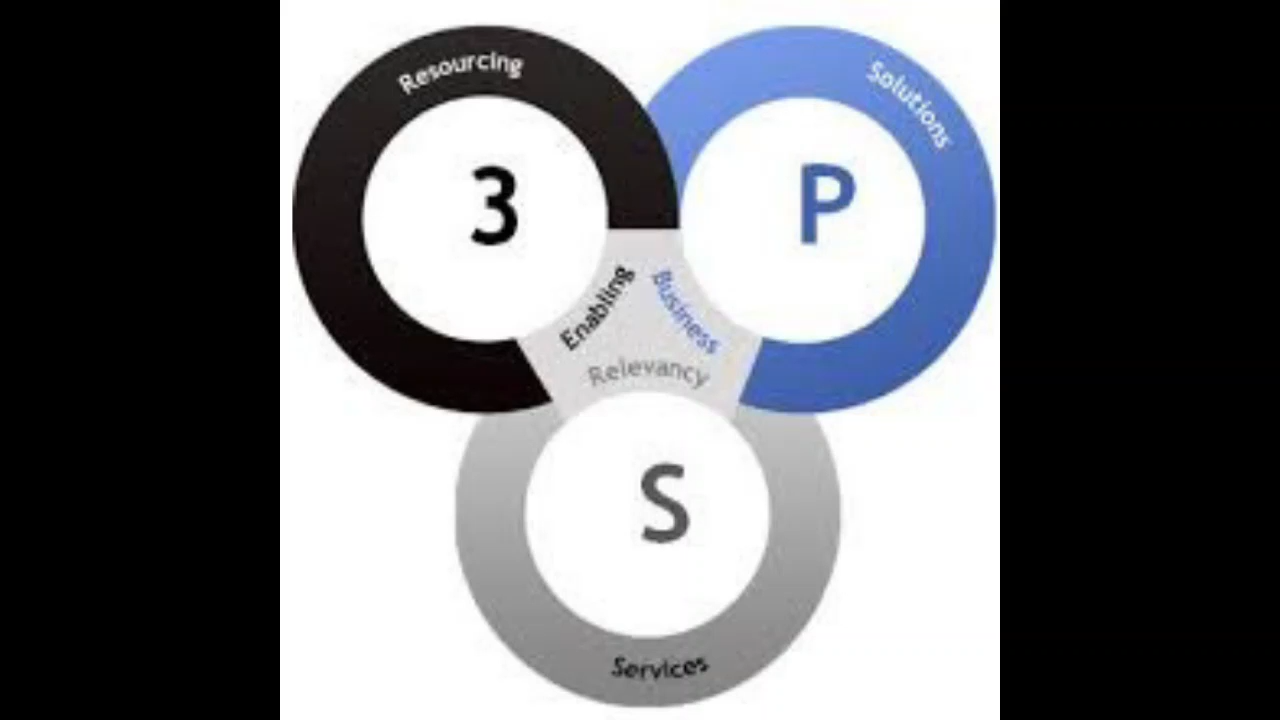 Resourcing
Solutions
3
P
Enabling
Business
Relevancy
S
Services